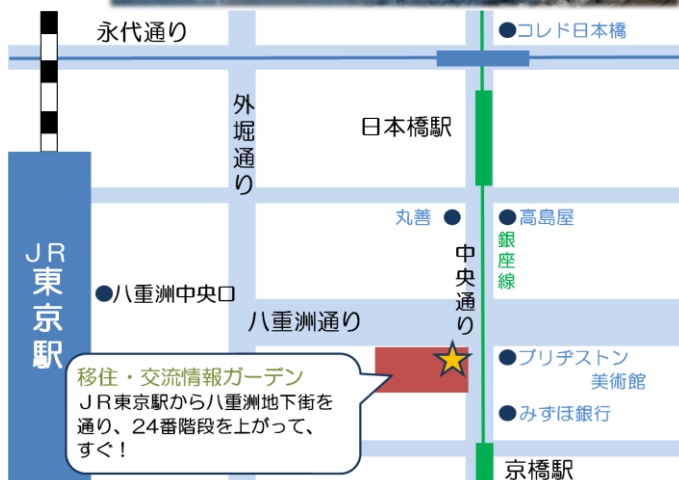 永代通り
コレド日本橋
外堀通り
日本橋駅
丸善
高島屋
銀座線
中央通り
JR
東京駅
八重洲中央口
八重洲通り
移住・交流情報ガーデン
JR東京駅から八重洲地下街を
通り、24番階段を上がって、
すぐ！
ブリヂストン
美術館
みずほ銀行
京橋駅